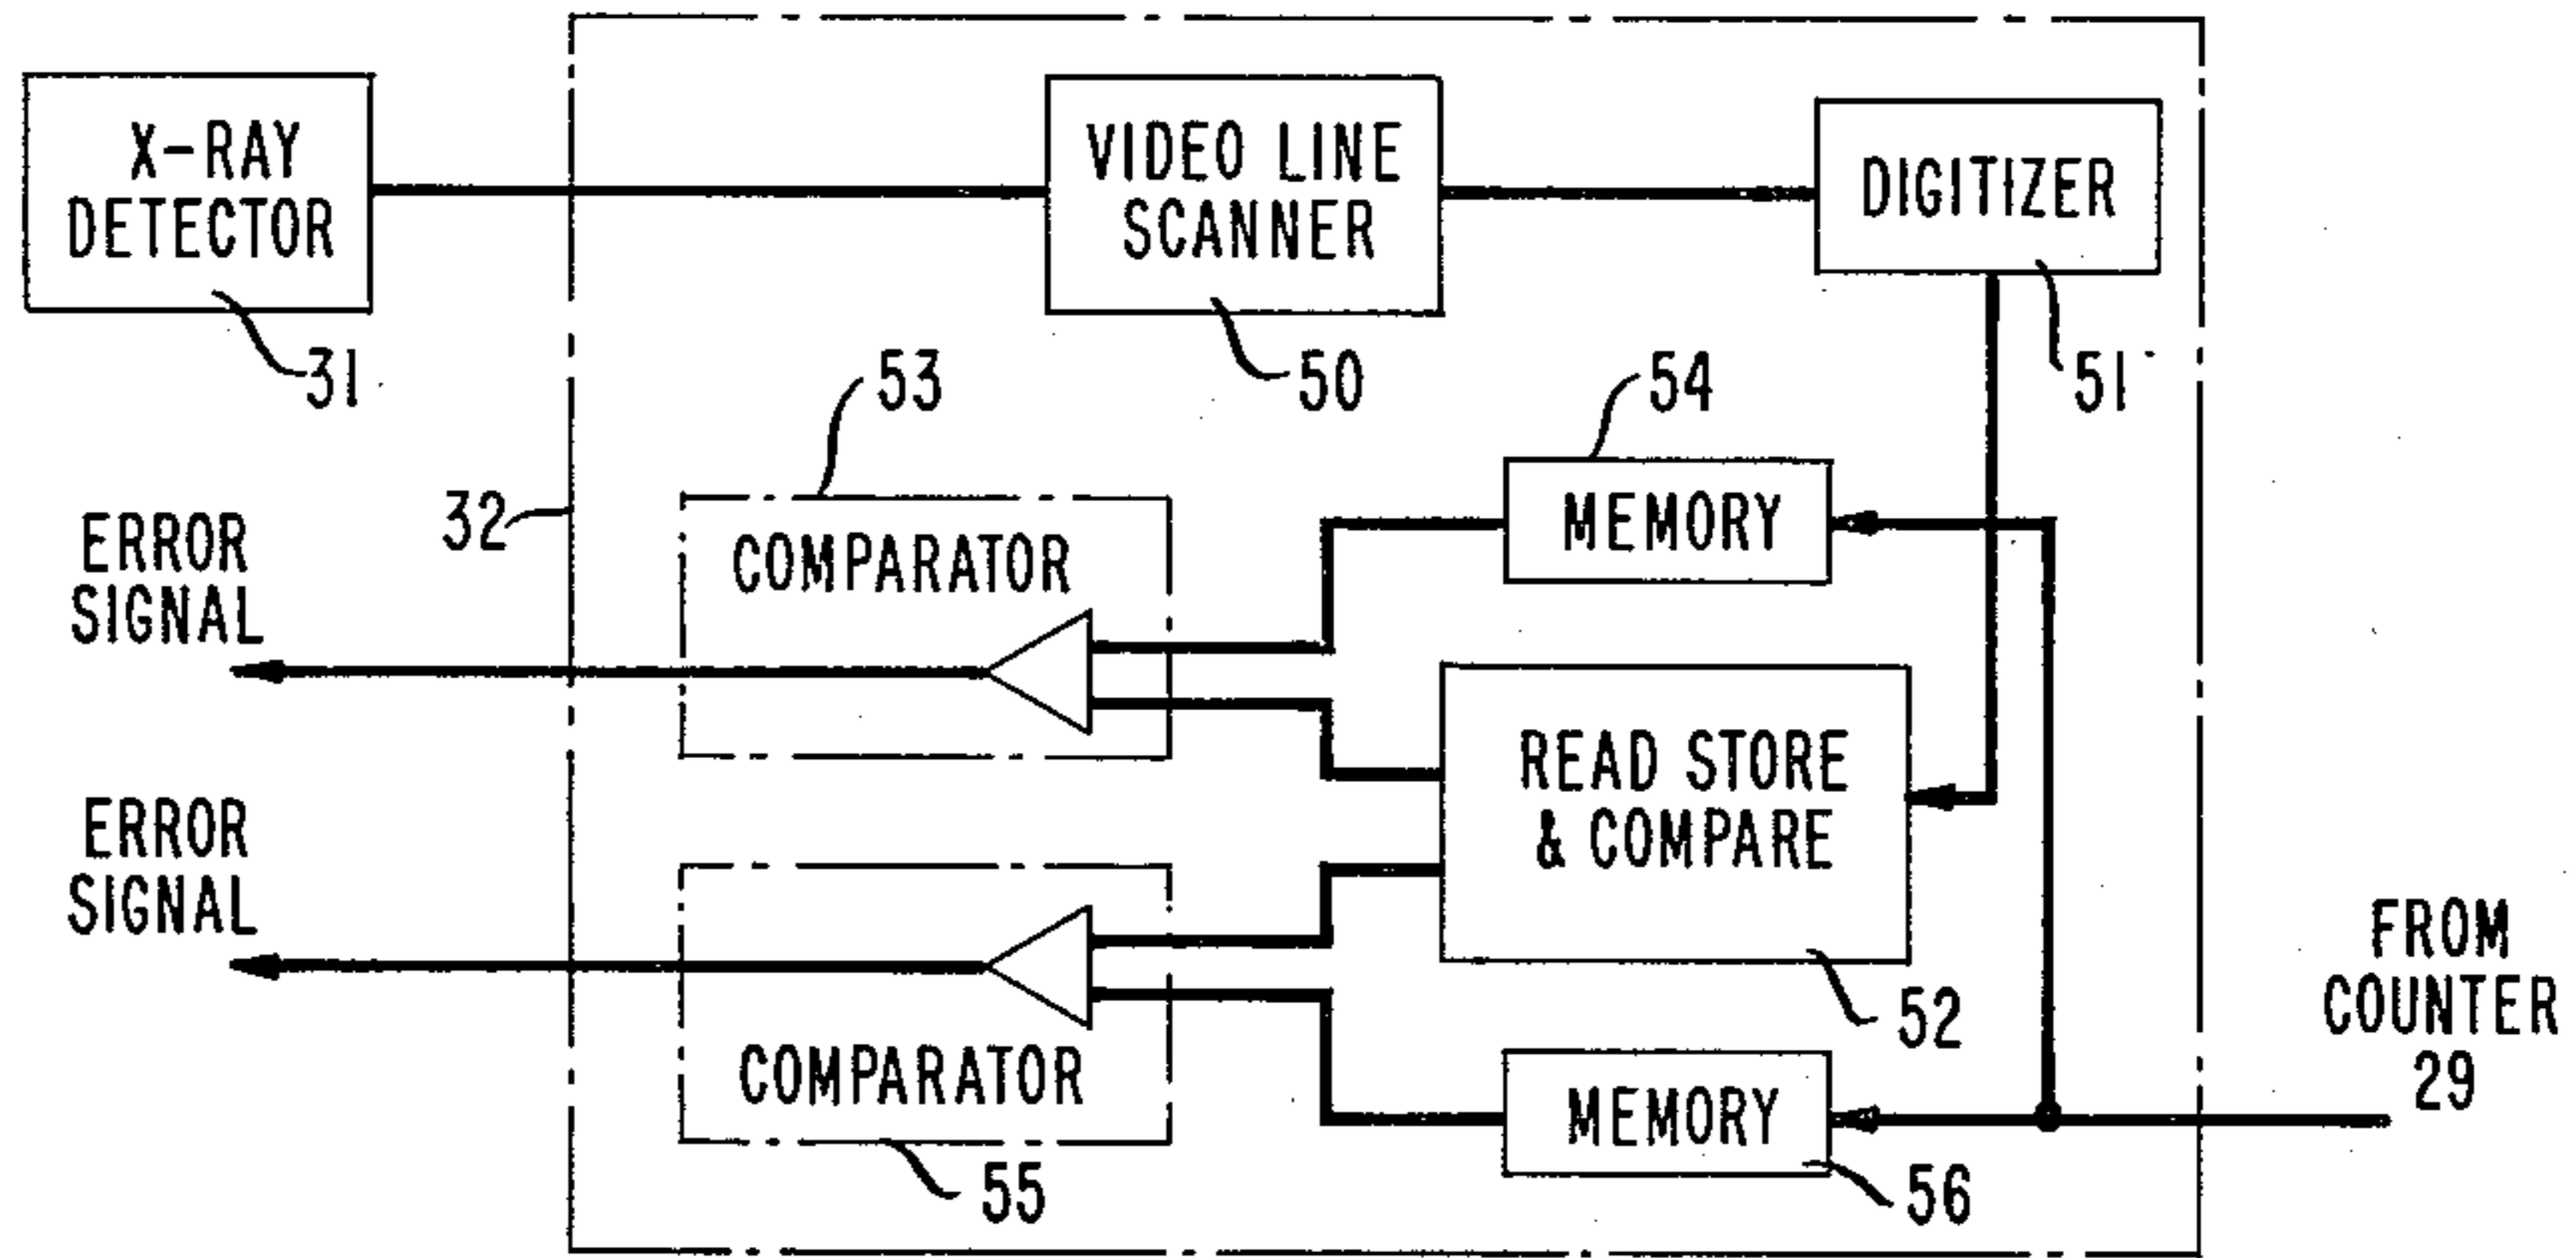 X-RAY
DETECTOR
31
VIDEO LINE
SCANNER
50
DIGITIZER
51
53
54
32
ERROR
SIGNAL
COMPARATOR
MEMORY
READ STORE
& COMPARE
52
ERROR
SIGNAL
COMPARATOR
55
MEMORY
56
FROM
COUNTER
29